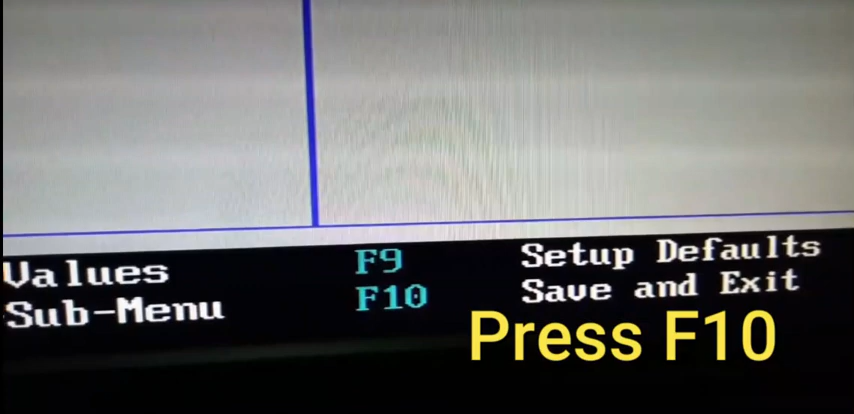 Values F9 Setup Defaults
Sub-Menu F10 Save and Exit
Press F10